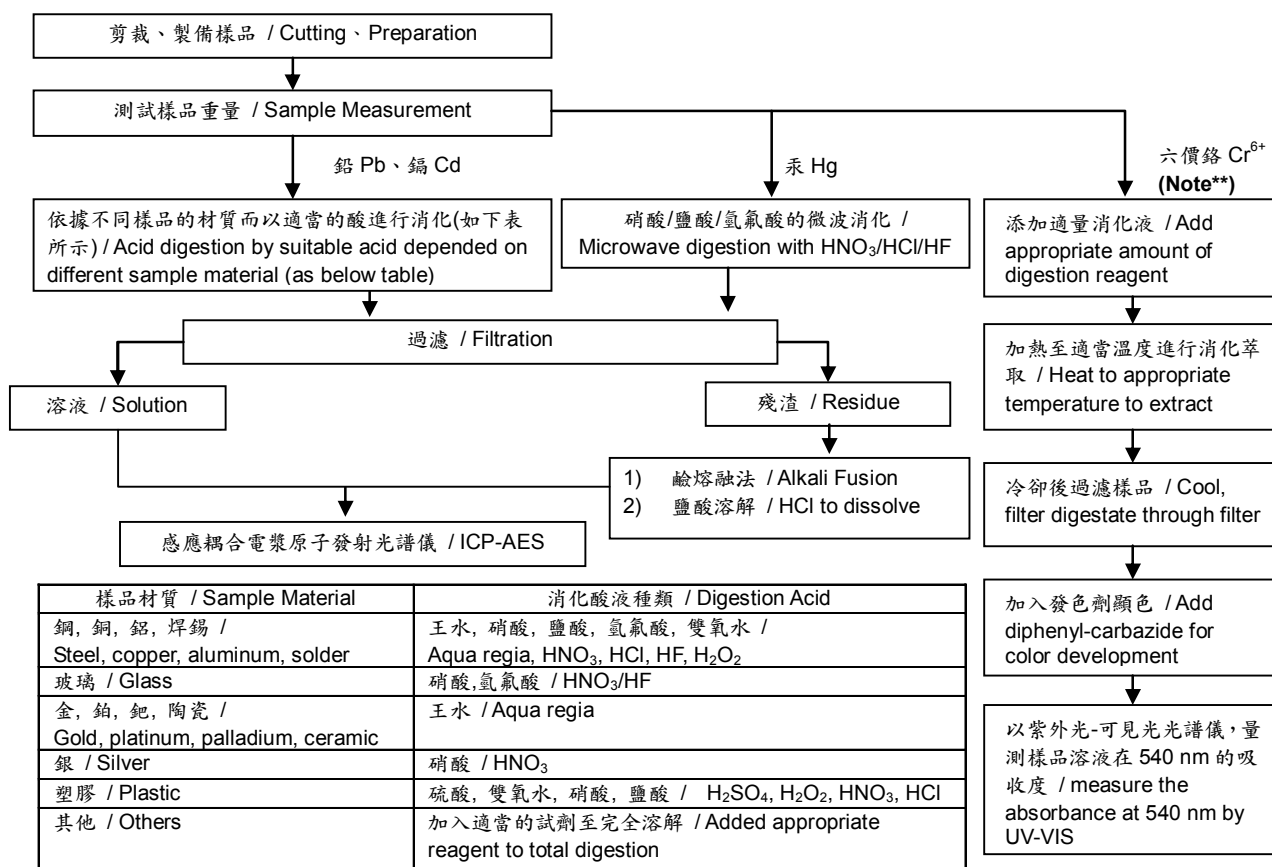 剪裁、製備樣品 / Cutting、Preparation
測試樣品重量 / Sample Measurement
鉛 Pb、鎘 Cd
汞 Hg
六價鉻 Cr⁶⁺
(Note**)
依據不同樣品的材質而以適當的酸進行消化(如下表
所示) / Acid digestion by suitable acid depended on
different sample material (as below table)
硝酸/鹽酸/氫氟酸的微波消化 /
Microwave digestion with HNO₃/HCl/HF
添加適量消化液 / Add
appropriate amount of
digestion reagent
過濾 / Filtration
加熱至適當溫度進行消化萃
取 / Heat to appropriate
temperature to extract
溶液 / Solution
殘渣 / Residue
1) 鹼熔融法 / Alkali Fusion
2) 鹽酸溶解 / HCl to dissolve
冷卻後過濾樣品 / Cool,
filter digestate through filter
感應耦合電漿原子發射光譜儀 / ICP-AES
加入發色劑顯色 / Add
diphenyl-carbazide for
color development
以紫外光-可見光光譜儀，量
測樣品溶液在 540 nm 的吸
收度 / measure the
absorbance at 540 nm by
UV-VIS
樣品材質 / Sample Material
消化酸液種類 / Digestion Acid
鋼, 銅, 鋁, 焊錫 /
Steel, copper, aluminum, solder
王水, 硝酸, 鹽酸, 氫氟酸, 雙氧水 /
Aqua regia, HNO₃, HCl, HF, H₂O₂
玻璃 / Glass
硝酸,氫氟酸 / HNO₃/HF
金, 鉑, 鈀, 陶瓷 /
Gold, platinum, palladium, ceramic
王水 / Aqua regia
銀 / Silver
硝酸 / HNO₃
塑膠 / Plastic
硫酸, 雙氧水, 硝酸, 鹽酸 / H₂SO₄, H₂O₂, HNO₃, HCl
其他 / Others
加入適當的試劑至完全溶解 / Added appropriate
reagent to total digestion